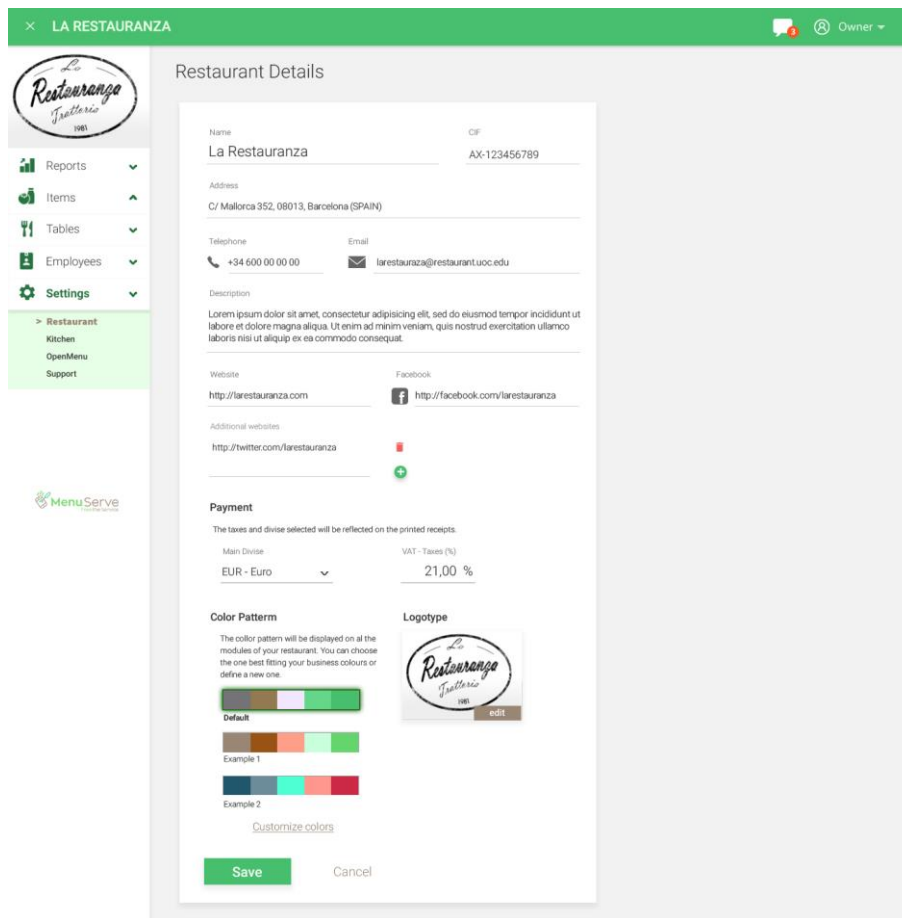 × LA RESTAURANZA
3
Owner
La
Restauranza
Trattoria
1981
Reports
Items
Tables
Employees
Settings
> Restaurant
Kitchen
OpenMenu
Support
MenuServe
Restaurant Details
Name CIF
La Restauranza AX-123456789
Address
C/ Mallorca 352, 08013, Barcelona (SPAIN)
Telephone Email
+34 600 00 00 00 larestauraza@restaurant.uoc.edu
Description
Lorem ipsum dolor sit amet, consectetur adipisicing elit, sed do eiusmod tempor incididunt ut
labore et dolore magna aliqua. Ut enim ad minim veniam, quis nostrud exercitation ullamco
laboris nisi ut aliquip ex ea commodo consequat.
Website Facebook
http://larestauranza.com f http://facebook.com/larestauranza
Additional websites
http://twitter.com/larestauranza
Payment
The taxes and divise selected will be reflected on the printed receipts.
Main Divise VAT - Taxes (%)
EUR - Euro 21,00 %
Color Patterm Logotype
The collor pattern will be displayed on al the
modules of your restaurant. You can choose
the one best fitting your business colours or
define a new one.
La
Restauranza
Trattoria
1981
edit
Default
Example 1
Example 2
Customize colors
Save Cancel